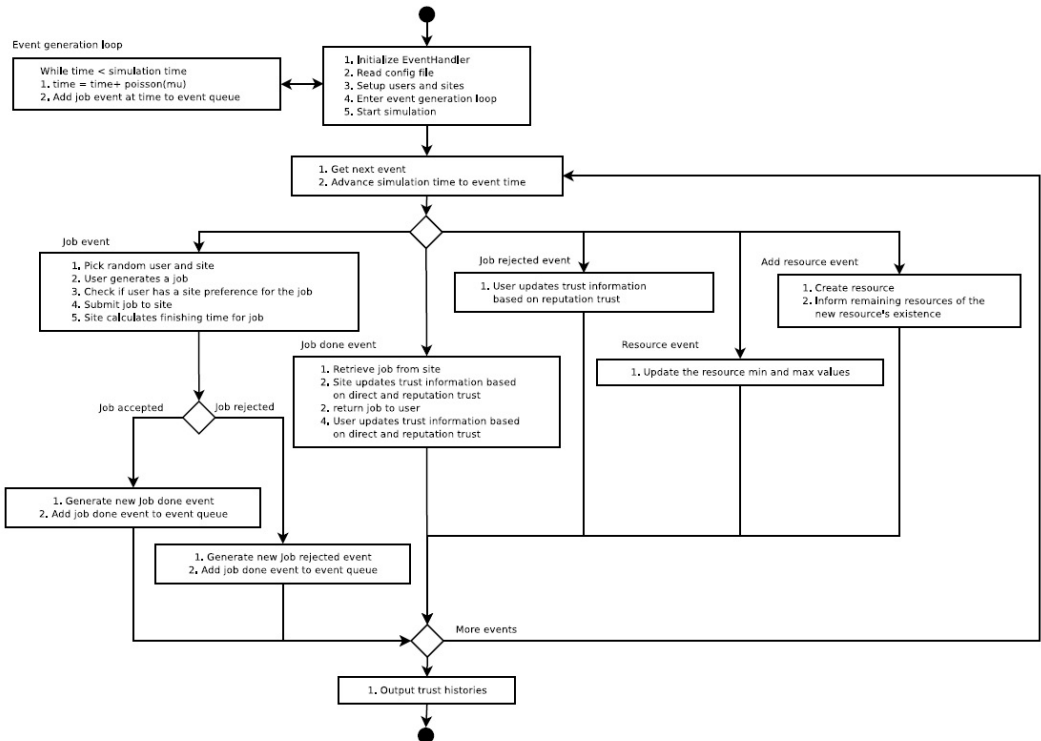 Event generation loop
While time < simulation time
1. time = time+ poisson(mu)
2. Add job event at time to event queue
1. Initialize EventHandler
2. Read config file
3. Setup users and sites
4. Enter event generation loop
5. Start simulation
1. Get next event
2. Advance simulation time to event time
Job event
1. Pick random user and site
2. User generates a job
3. Check if user has a site preference for the job
4. Submit job to site
5. Site calculates finishing time for job
Job rejected event
1. User updates trust information
based on reputation trust
Add resource event
1. Create resource
2. Inform remaining resources of the
new resource's existence
Job done event
1. Retrieve job from site
2. Site updates trust information based
on direct and reputation trust
2. return job to user
4. User updates trust information based
on direct and reputation trust
Resource event
1. Update the resource min and max values
Job accepted
Job rejected
1. Generate new Job done event
2. Add job done event to event queue
1. Generate new Job rejected event
2. Add job done event to event queue
More events
1. Output trust histories